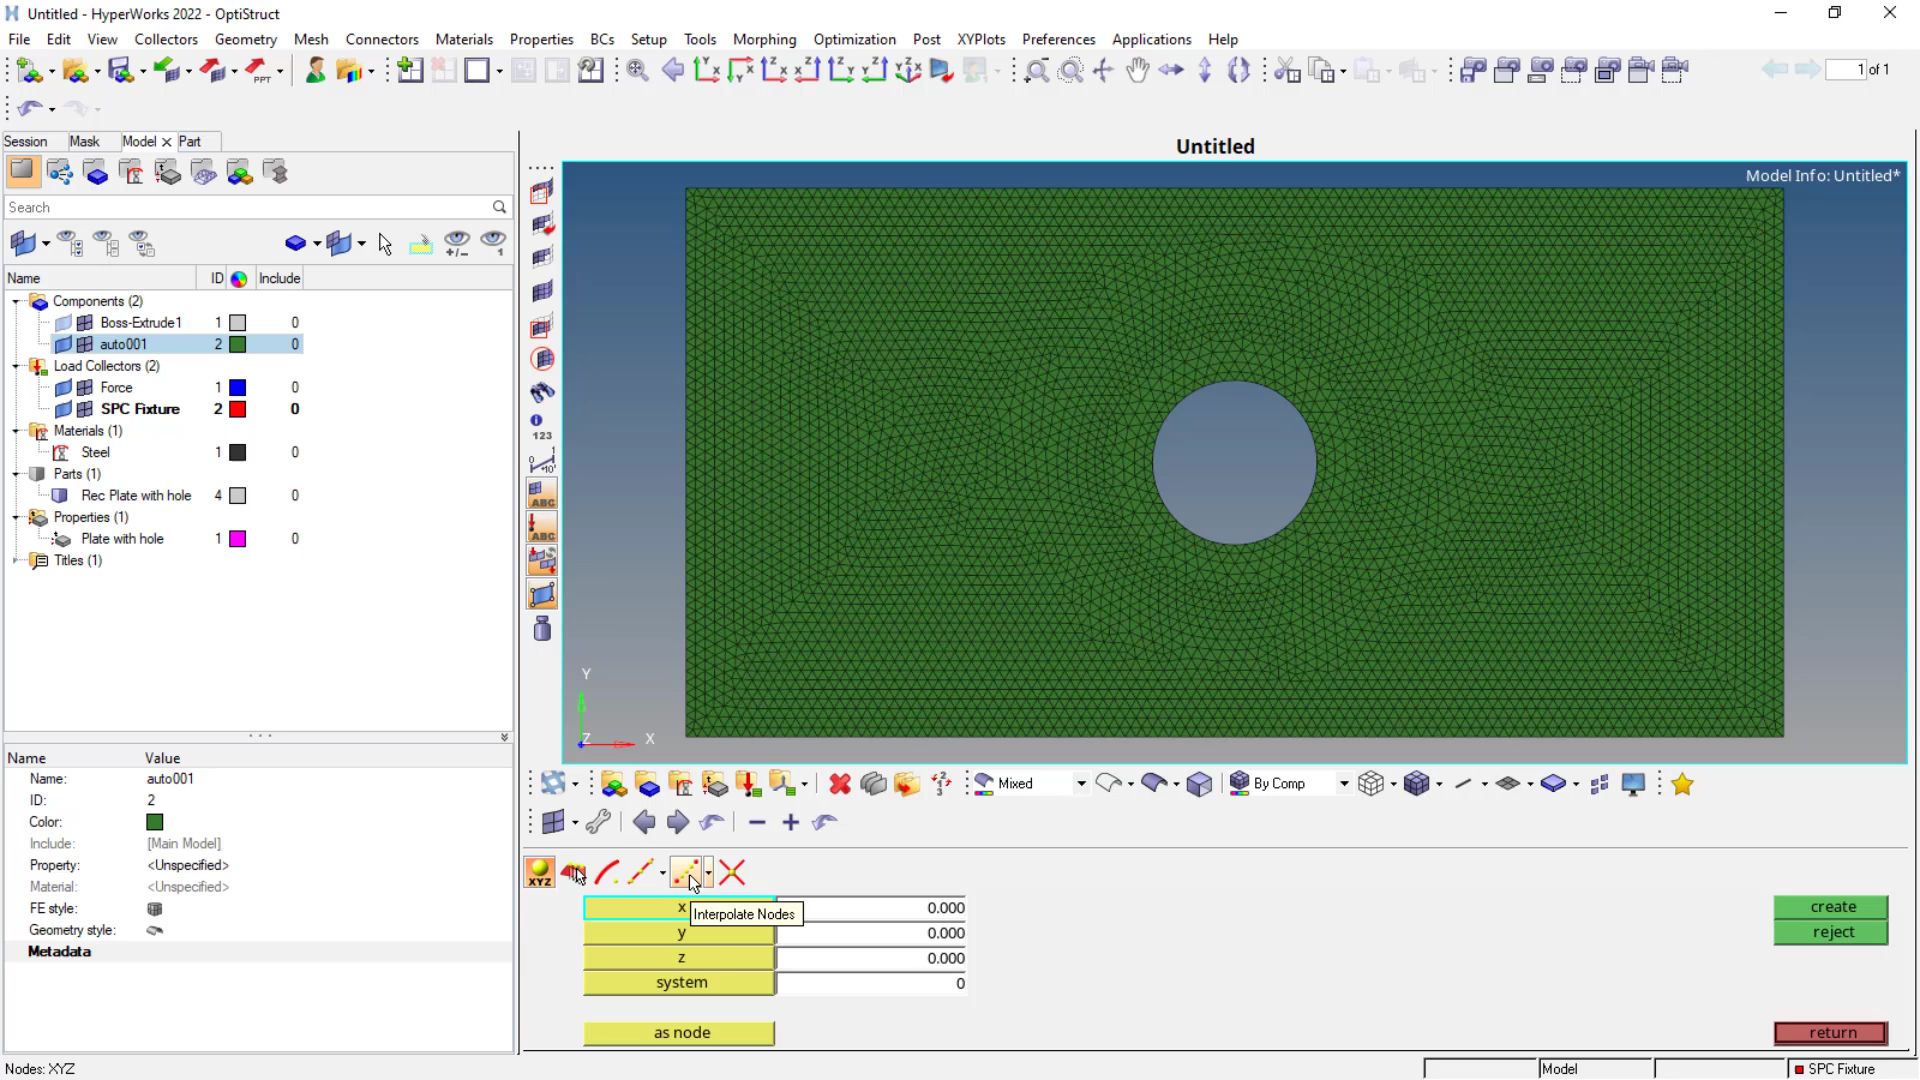 Untitled - HyperWorks 2022 - OptiStruct
File Edit View Collectors Geometry Mesh Connectors Materials Properties BCs Setup Tools Morphing Optimization Post XYPlots Preferences Applications Help
PPT
1 of 1
Session Mask Model Part
Untitled
Model Info: Untitled*
Search
Name ID Include
Components (2)
Boss-Extrude1 1 0
auto001 2 0
Load Collectors (2)
Force 1 0
SPC Fixture 2 0
Materials (1)
Steel 1 0
Parts (1)
Rec Plate with hole 4 0
Properties (1)
Plate with hole 1 0
Titles (1)
123
ABC
ABC
Y
Z X
Name Value
Name: auto001
ID: 2
Color:
Include: [Main Model]
Property: <Unspecified>
Material: <Unspecified>
FE style:
Geometry style:
Metadata
Mixed
By Comp
XYZ
x 0.000
Interpolate Nodes
y 0.000
z 0.000
system 0
as node
create
reject
return
Nodes: XYZ
Model
SPC Fixture